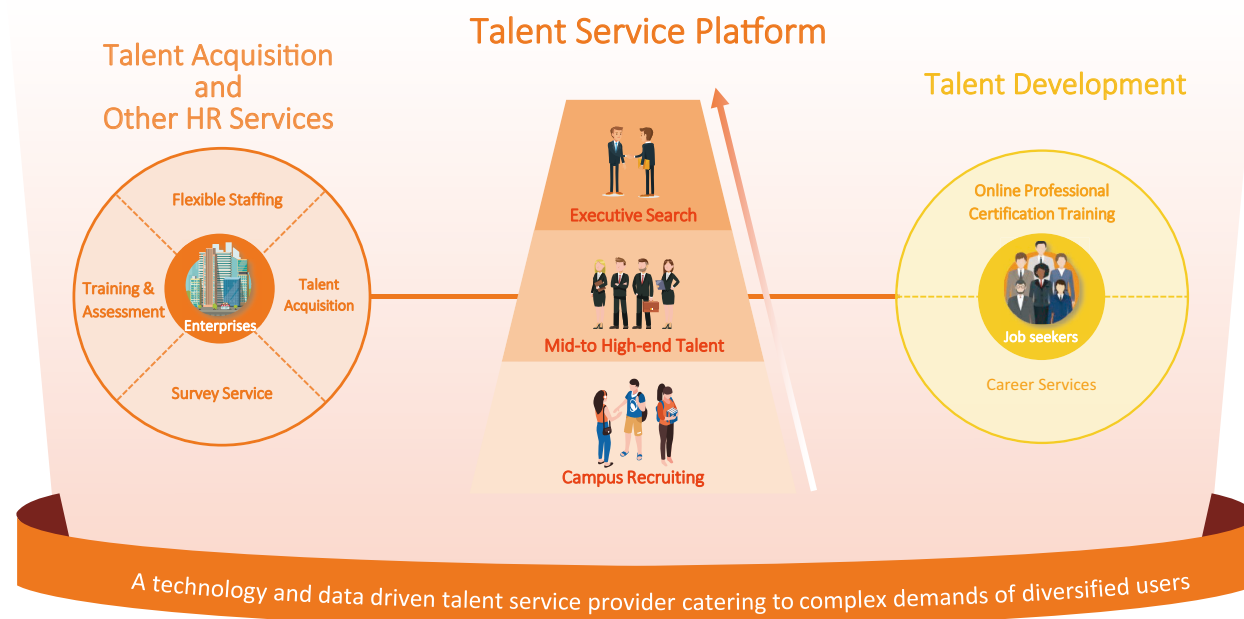 Talent Service Platform
Talent Acquisition
and
Other HR Services
Flexible Staffing
Training &
Assessment
Talent
Acquisition
Enterprises
Survey Service
Executive Search
Mid-to High-end Talent
Campus Recruiting
Talent Development
Online Professional
Certification Training
Job seekers
Career Services
A technology and data driven talent service provider catering to complex demands of diversified users